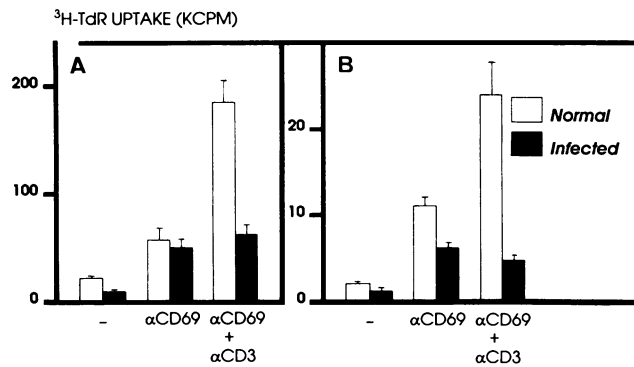 ³H-TdR UPTAKE (KCPM)
A
B
200
100
0
20
10
0
Normal
Infected
– αCD69 αCD69 + αCD3
– αCD69 αCD69 + αCD3